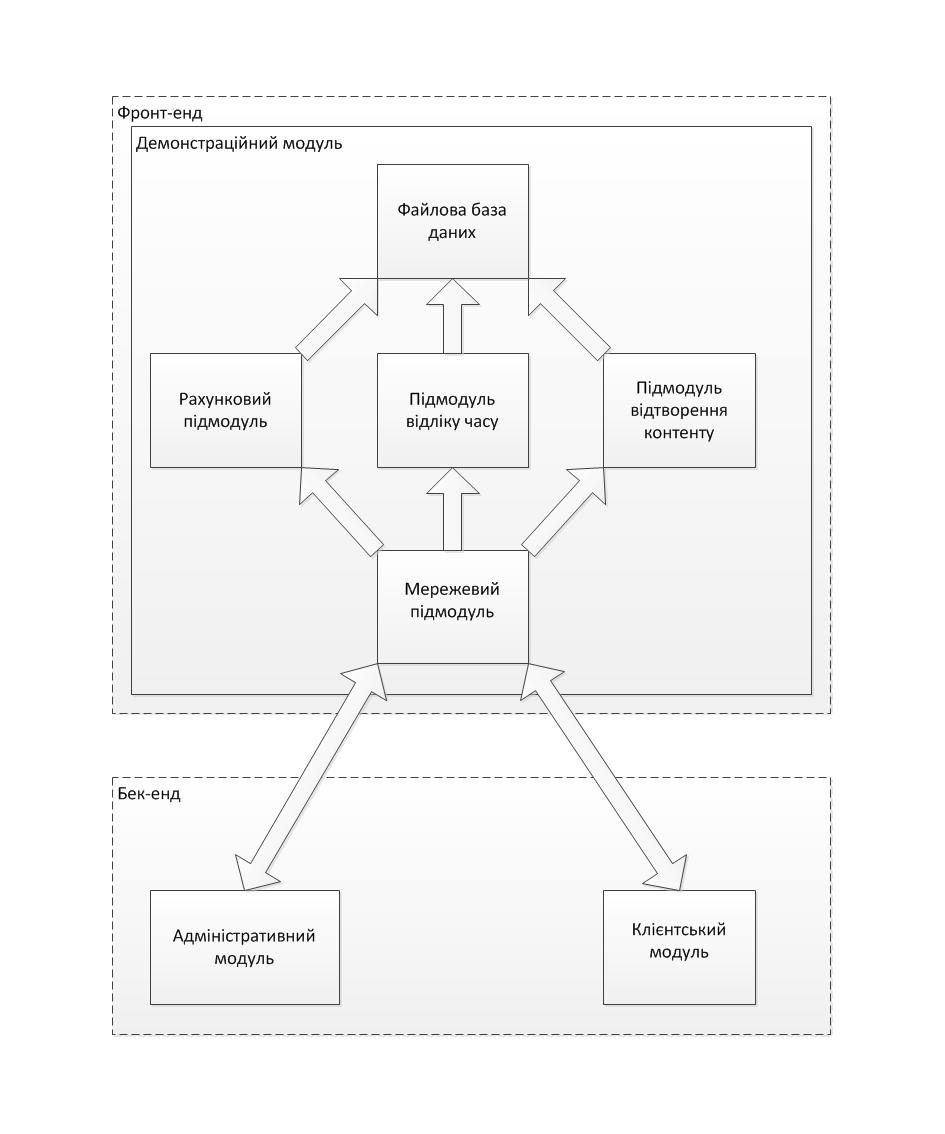 Фронт-енд
Демонстраційний модуль
Файлова база
даних
Рахунковий
підмодуль
Підмодуль
відліку часу
Підмодуль
відтворення
контенту
Мережевий
підмодуль
Бек-енд
Адміністративний
модуль
Клієнтський
модуль